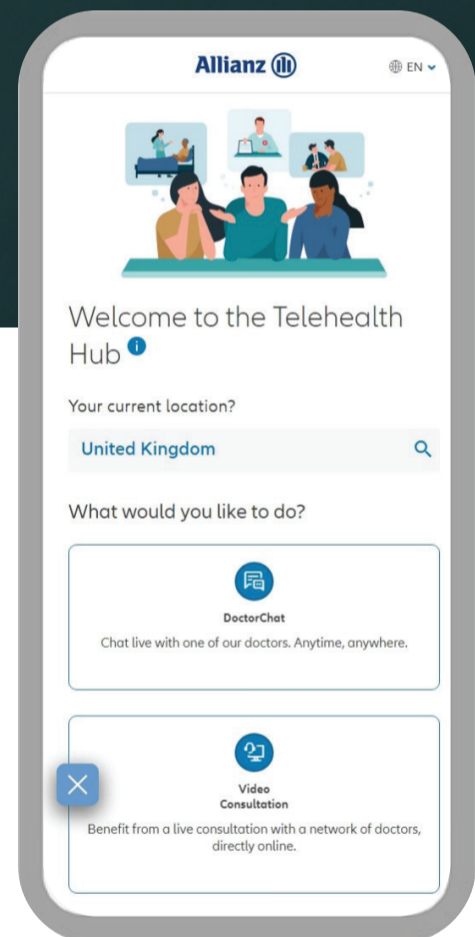 Allianz
EN
Welcome to the Telehealth
Hub
Your current location?
United Kingdom
What would you like to do?
DoctorChat
Chat live with one of our doctors. Anytime, anywhere.
Video
Consultation
Benefit from a live consultation with a network of doctors,
directly online.